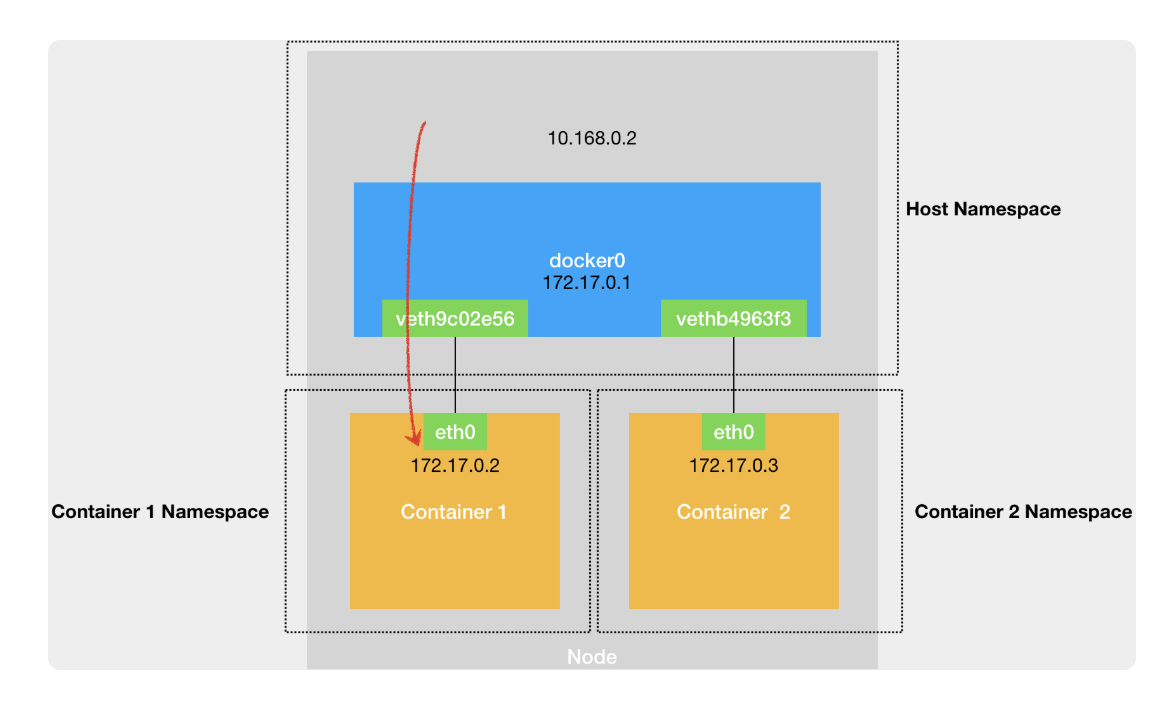 10.168.0.2
Host Namespace
docker0
172.17.0.1
veth9c02e56
vethb4963f3
eth0
eth0
172.17.0.2
172.17.0.3
Container 1 Namespace
Container 1
Container 2
Container 2 Namespace
Node